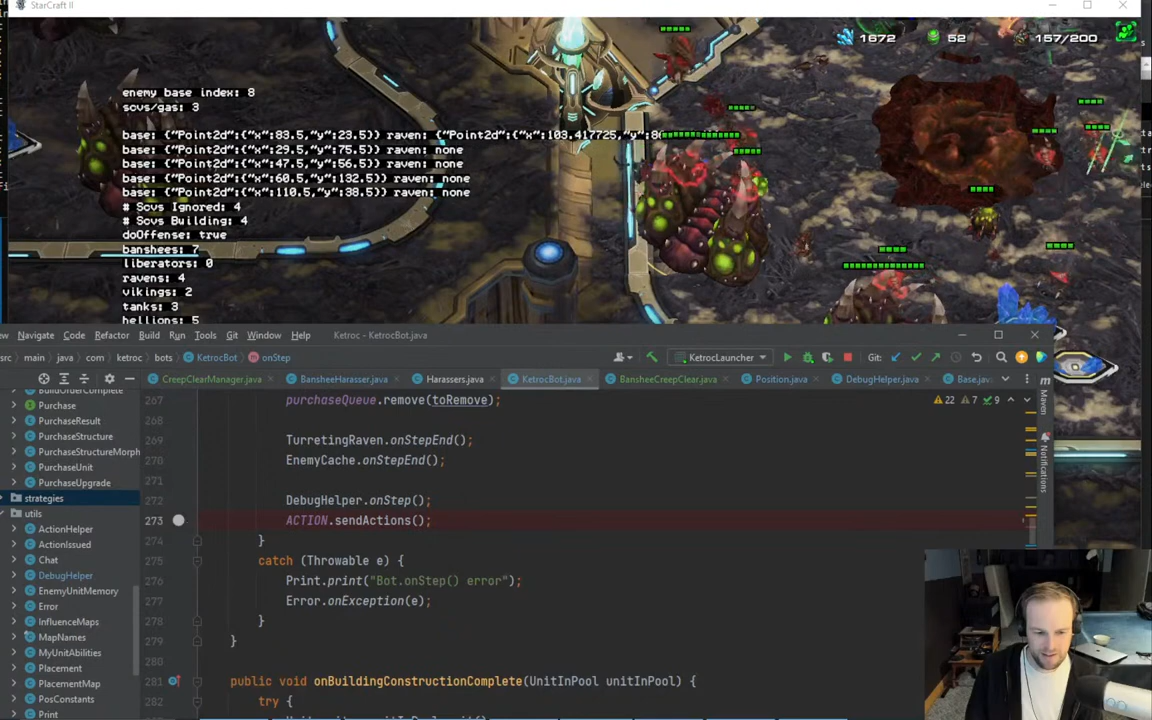 StarCraft II
1672 52 157/200
enemy base index: 8
scvs/gas: 3
base: {"Point2d":{"x":83.5,"y":23.5}} raven: {"Point2d":{"x":103.417725,"y":8
base: {"Point2d":{"x":29.5,"y":75.5}} raven: none
base: {"Point2d":{"x":47.5,"y":56.5}} raven: none
base: {"Point2d":{"x":60.5,"y":132.5}} raven: none
base: {"Point2d":{"x":110.5,"y":38.5}} raven: none
# Scvs Ignored: 4
# Scvs Building: 4
doOffense: true
banshees: 7
liberators: 0
ravens: 4
vikings: 2
tanks: 3
hellions: 5
Navigate Code Refactor Build Run Tools Git Window Help Ketroc - KetrocBot.java
src main java com ketroc bots KetrocBot onStep KetrocLauncher Git:
CreepClearManager.java BansheeHarasser.java Harassers.java KetrocBot.java BansheeCreepClear.java Position.java DebugHelper.java Base.java
22 7 9
Purchase
PurchaseResult
PurchaseStructure
PurchaseStructureMorph
PurchaseUnit
PurchaseUpgrade
strategies
utils
ActionHelper
ActionIssued
Chat
DebugHelper
EnemyUnitMemory
Error
InfluenceMaps
MapNames
MyUnitAbilities
Placement
PlacementMap
PosConstants
Print
267 purchaseQueue.remove(toRemove);
268
269 TurretingRaven.onStepEnd();
270 EnemyCache.onStepEnd();
271
272 DebugHelper.onStep();
273 ACTION.sendActions();
274 }
275 catch (Throwable e) {
276 Print.print("Bot.onStep() error");
277 Error.onException(e);
278 }
279 }
280
281 public void onBuildingConstructionComplete(UnitInPool unitInPool) {
282 try {
Maven
Notifications